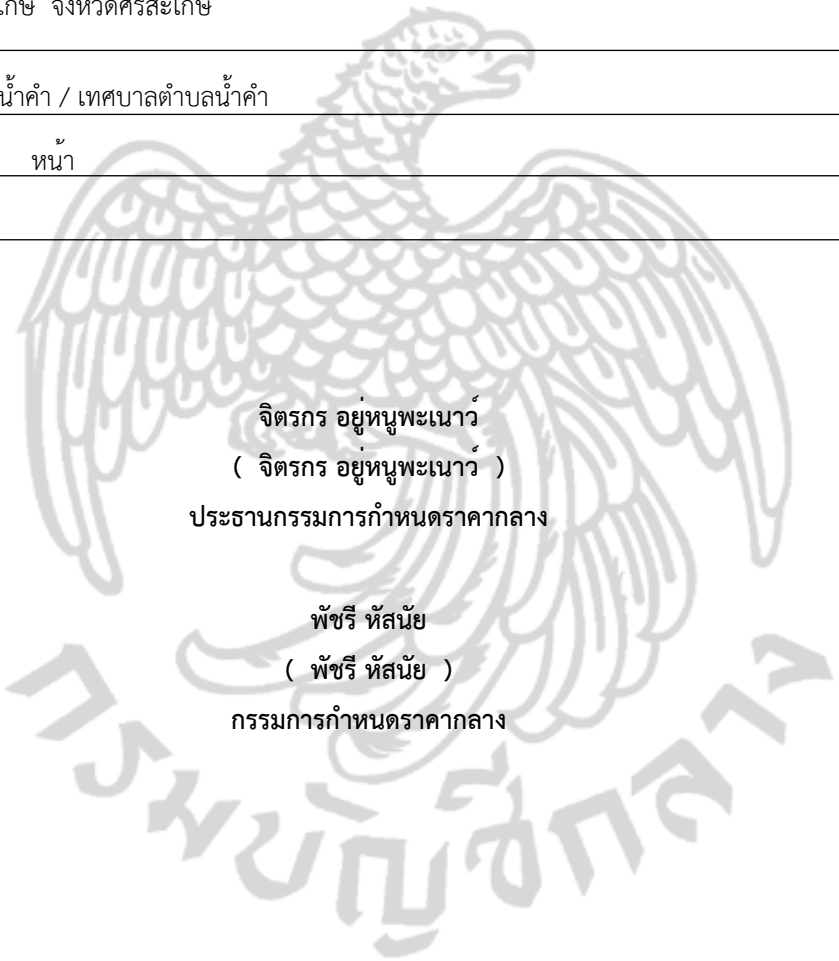 จังหวัดศรีสะเกษ
น้ำคำ / เทศบาลตำบลน้ำคำ
หน้า
จิตรกร อยู่หนูพะเนาว์
( จิตรกร อยู่หนูพะเนาว์ )
ประธานกรรมการกำหนดราคากลาง
พัชรี หัสนัย
( พัชรี หัสนัย )
กรรมการกำหนดราคากลาง
กรมบัญชีกลาง